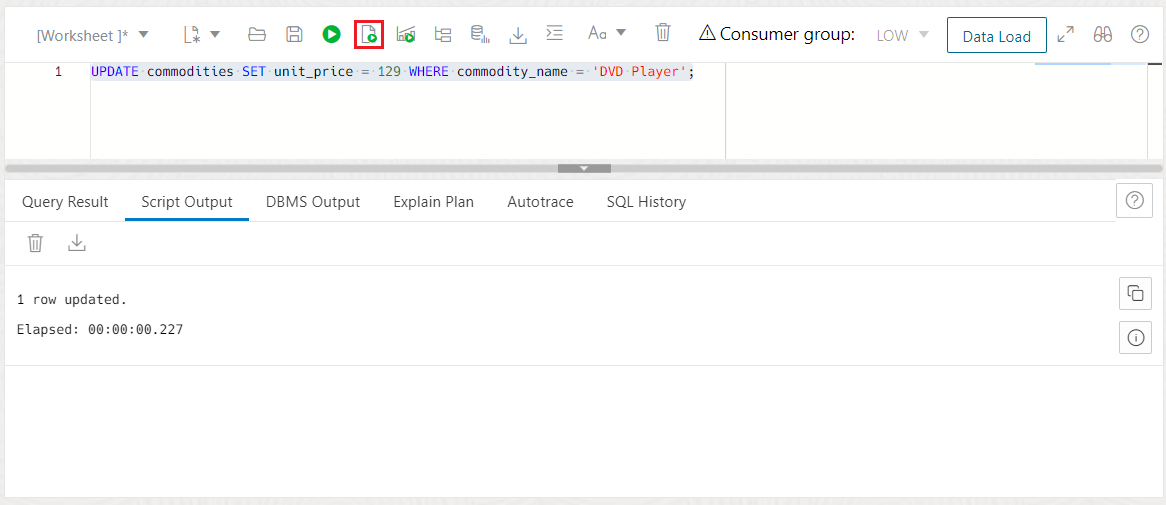 [Worksheet ]* Aa Consumer group: LOW Data Load
1 UPDATE commodities SET unit_price = 129 WHERE commodity_name = 'DVD Player';
Query Result Script Output DBMS Output Explain Plan Autotrace SQL History
1 row updated.
Elapsed: 00:00:00.227